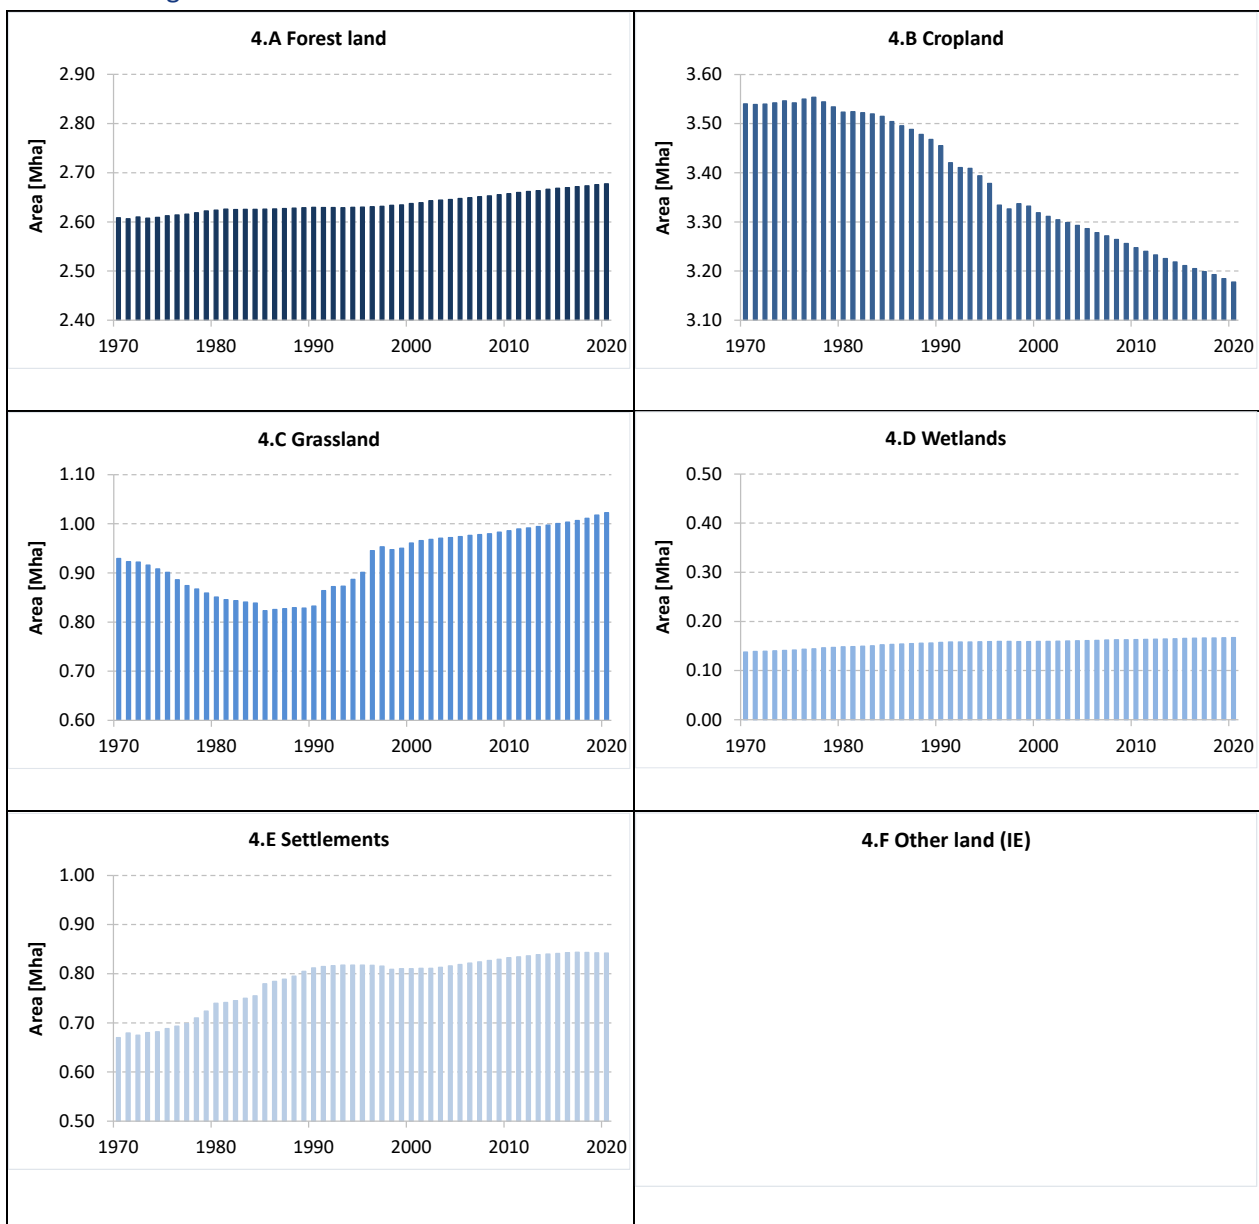 4.A Forest land
Area [Mha]
2.90
2.80
2.70
2.60
2.50
2.40
1970 1980 1990 2000 2010 2020
4.B Cropland
Area [Mha]
3.60
3.50
3.40
3.30
3.20
3.10
1970 1980 1990 2000 2010 2020
4.C Grassland
Area [Mha]
1.10
1.00
0.90
0.80
0.70
0.60
1970 1980 1990 2000 2010 2020
4.D Wetlands
Area [Mha]
0.50
0.40
0.30
0.20
0.10
0.00
1970 1980 1990 2000 2010 2020
4.E Settlements
Area [Mha]
1.00
0.90
0.80
0.70
0.60
0.50
1970 1980 1990 2000 2010 2020
4.F Other land (IE)